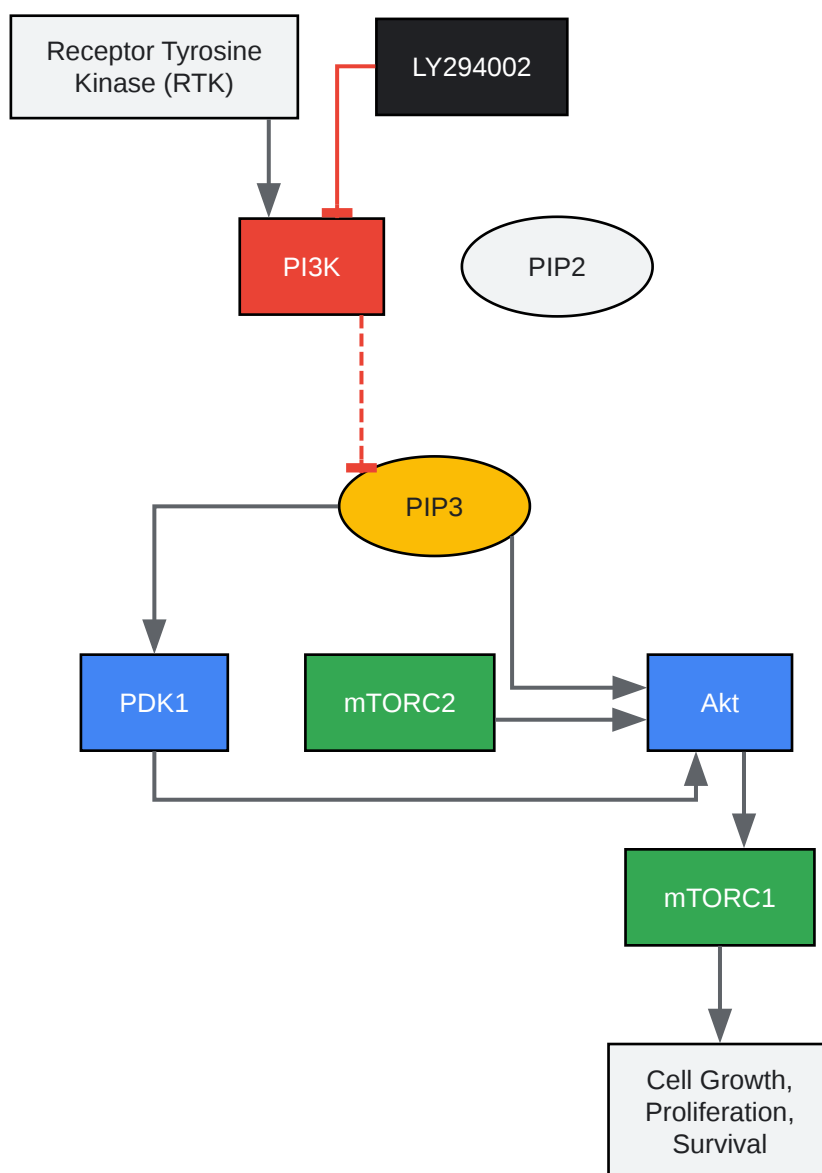 Receptor Tyrosine
Kinase (RTK)
LY294002
PI3K
PIP2
PIP3
PDK1
mTORC2
Akt
mTORC1
Cell Growth,
Proliferation,
Survival